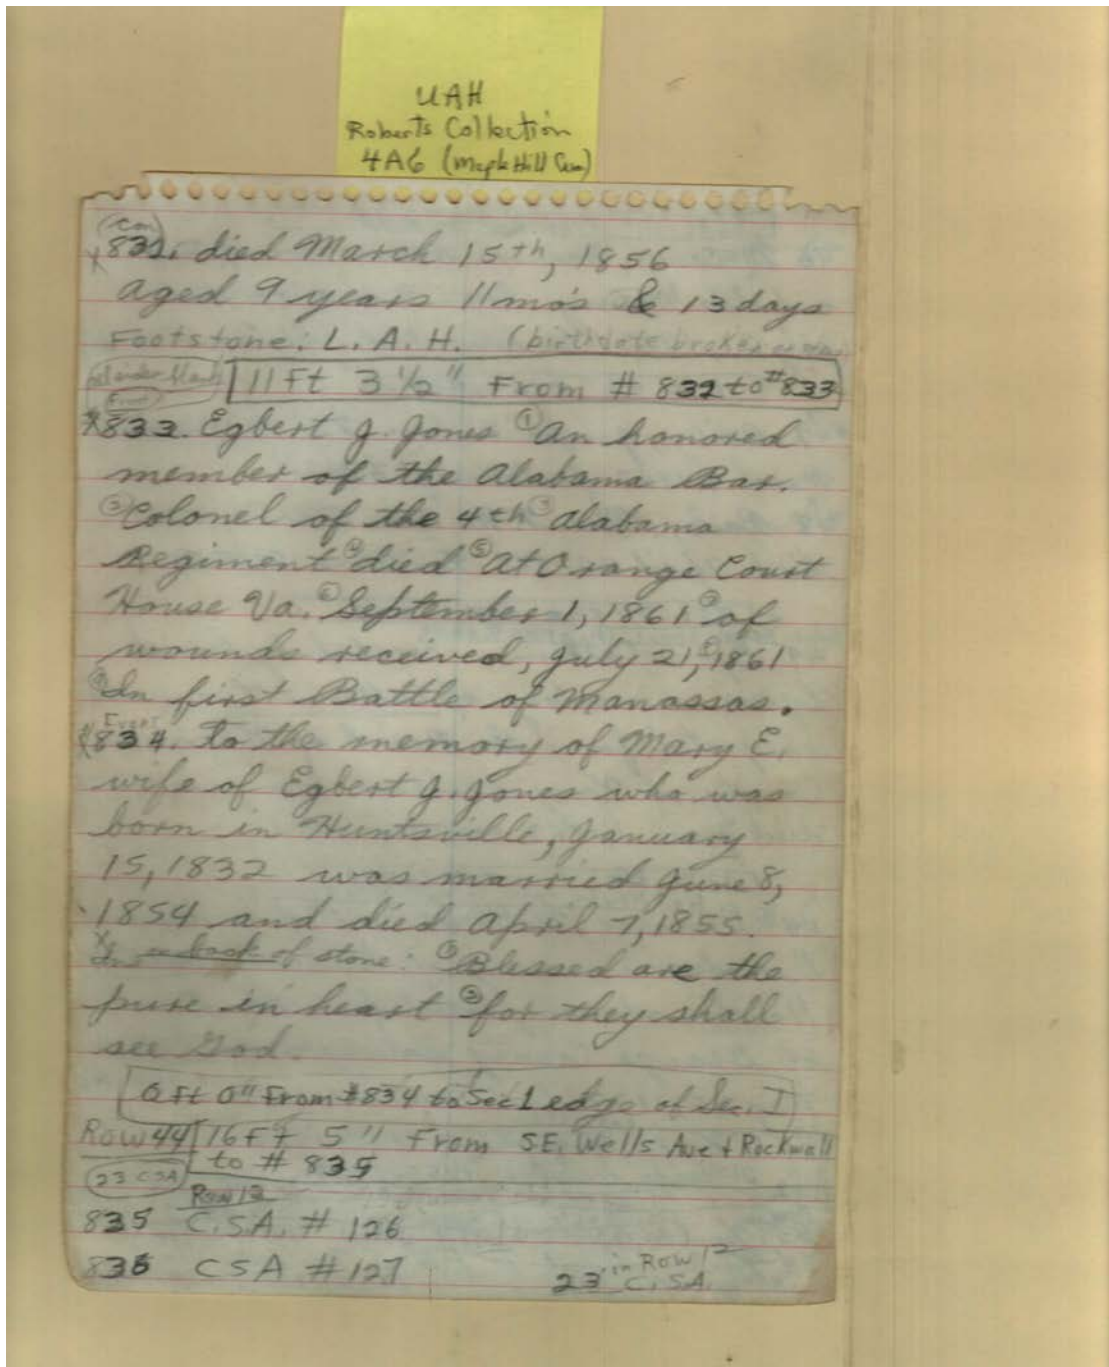 UAH
Roberts Collection
4A6 (Maple Hill Cem)
(Con)
x832. died March 15th, 1856
aged 9 years 11 mo's & 13 days
Footstone: L. A. H. (birthdate broken
11 Ft 3 1/2" From # 832 to #833
(Front)
x833. Egbert J. Jones ① An honored
member of the Alabama Bar.
② Colonel of the 4th ③ Alabama
Regiment ④ died ⑤ At Orange Court
House Va. ⑥ September 1, 1861 ⑦ of
wounds received, July 21, ⑧ 1861
⑨ In first Battle of Manassas.
Front
x834. To the memory of Mary E.
wife of Egbert J. Jones who was
born in Huntsville, January
15, 1832 was married June 8,
1854 and died April 7, 1855.
on back of stone: ① Blessed are the
pure in heart ② for they shall
see God.
0 Ft 0" From #834 to Sec Ledge of Sec. I
Row 44 16 Ft 5" From SE. Wells Ave + Rockwell
to # 835
23 CSA
Row 12
835 C.S.A. # 126
836 CSA # 127
in Row 12
23 C.S.A.